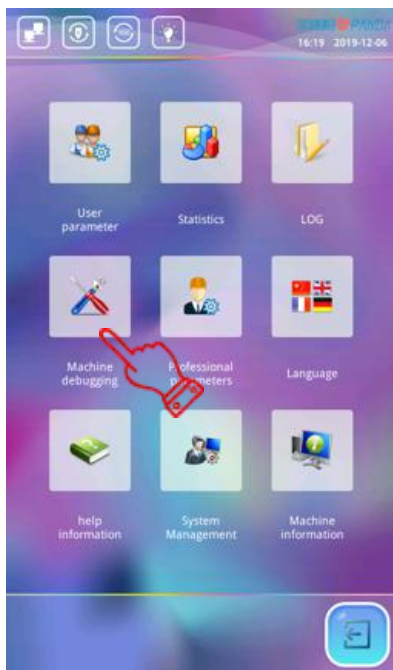 PANDA
16:19 2019-12-06
User
parameter
Statistics
LOG
Machine
debugging
Professional
parameters
Language
help
information
System
Management
Machine
information